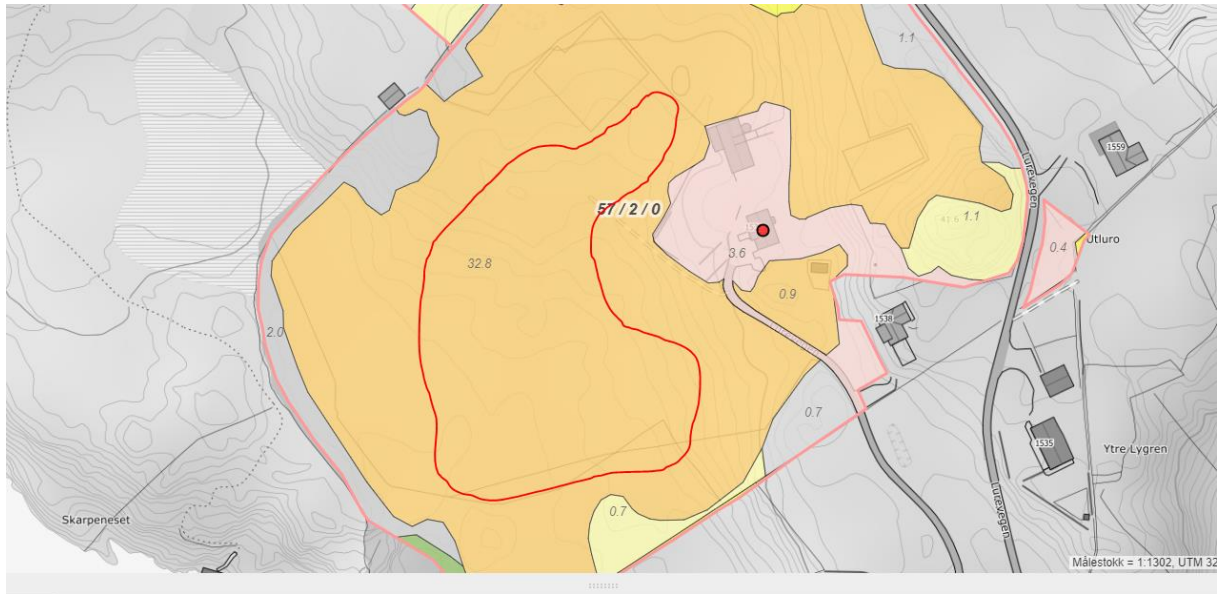 1.1
1559
Lurevegen
57 / 2 / 0
1.1
Utluro
0.4
3.6
32.8
0.9
2.0
1538
0.7
1535
Ytre Lygren
Lurevegen
0.7
Skarpeneset
Målestokk = 1:1302, UTM 32